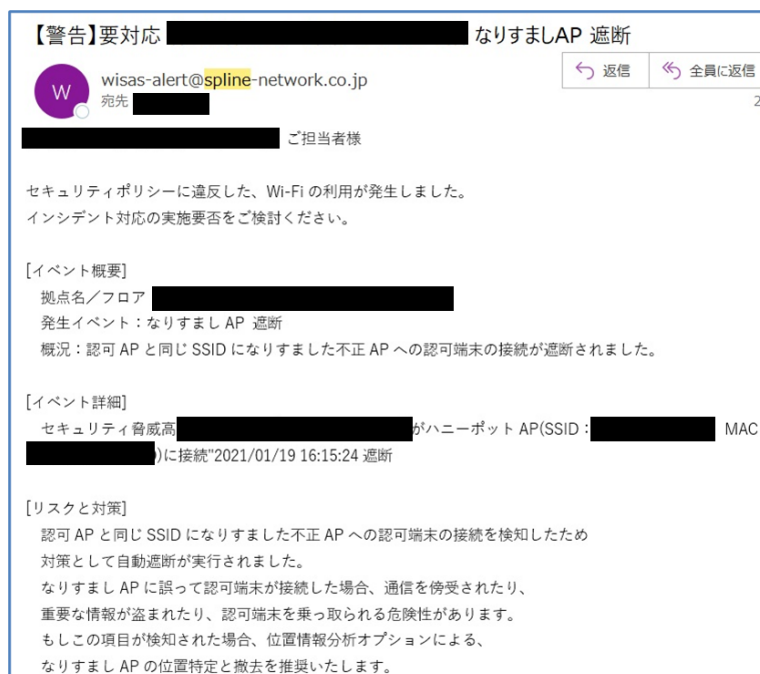 【警告】要対応 なりすましAP 遮断
W
wisas-alert@spline-network.co.jp
宛先
返信
全員に返信
2
ご担当者様
セキュリティポリシーに違反した、Wi-Fi の利用が発生しました。
インシデント対応の実施要否をご検討ください。
[イベント概要]
拠点名／フロア
発生イベント：なりすまし AP 遮断
概況：認可 AP と同じ SSID になりすました不正 AP への認可端末の接続が遮断されました。
[イベント詳細]
セキュリティ脅威高 がハニーポット AP(SSID： MAC
)に接続"2021/01/19 16:15:24 遮断
[リスクと対策]
認可 AP と同じ SSID になりすました不正 AP への認可端末の接続を検知したため
対策として自動遮断が実行されました。
なりすまし AP に誤って認可端末が接続した場合、通信を傍受されたり、
重要な情報が盗まれたり、認可端末を乗っ取られる危険性があります。
もしこの項目が検知された場合、位置情報分析オプションによる、
なりすまし AP の位置特定と撤去を推奨いたします。